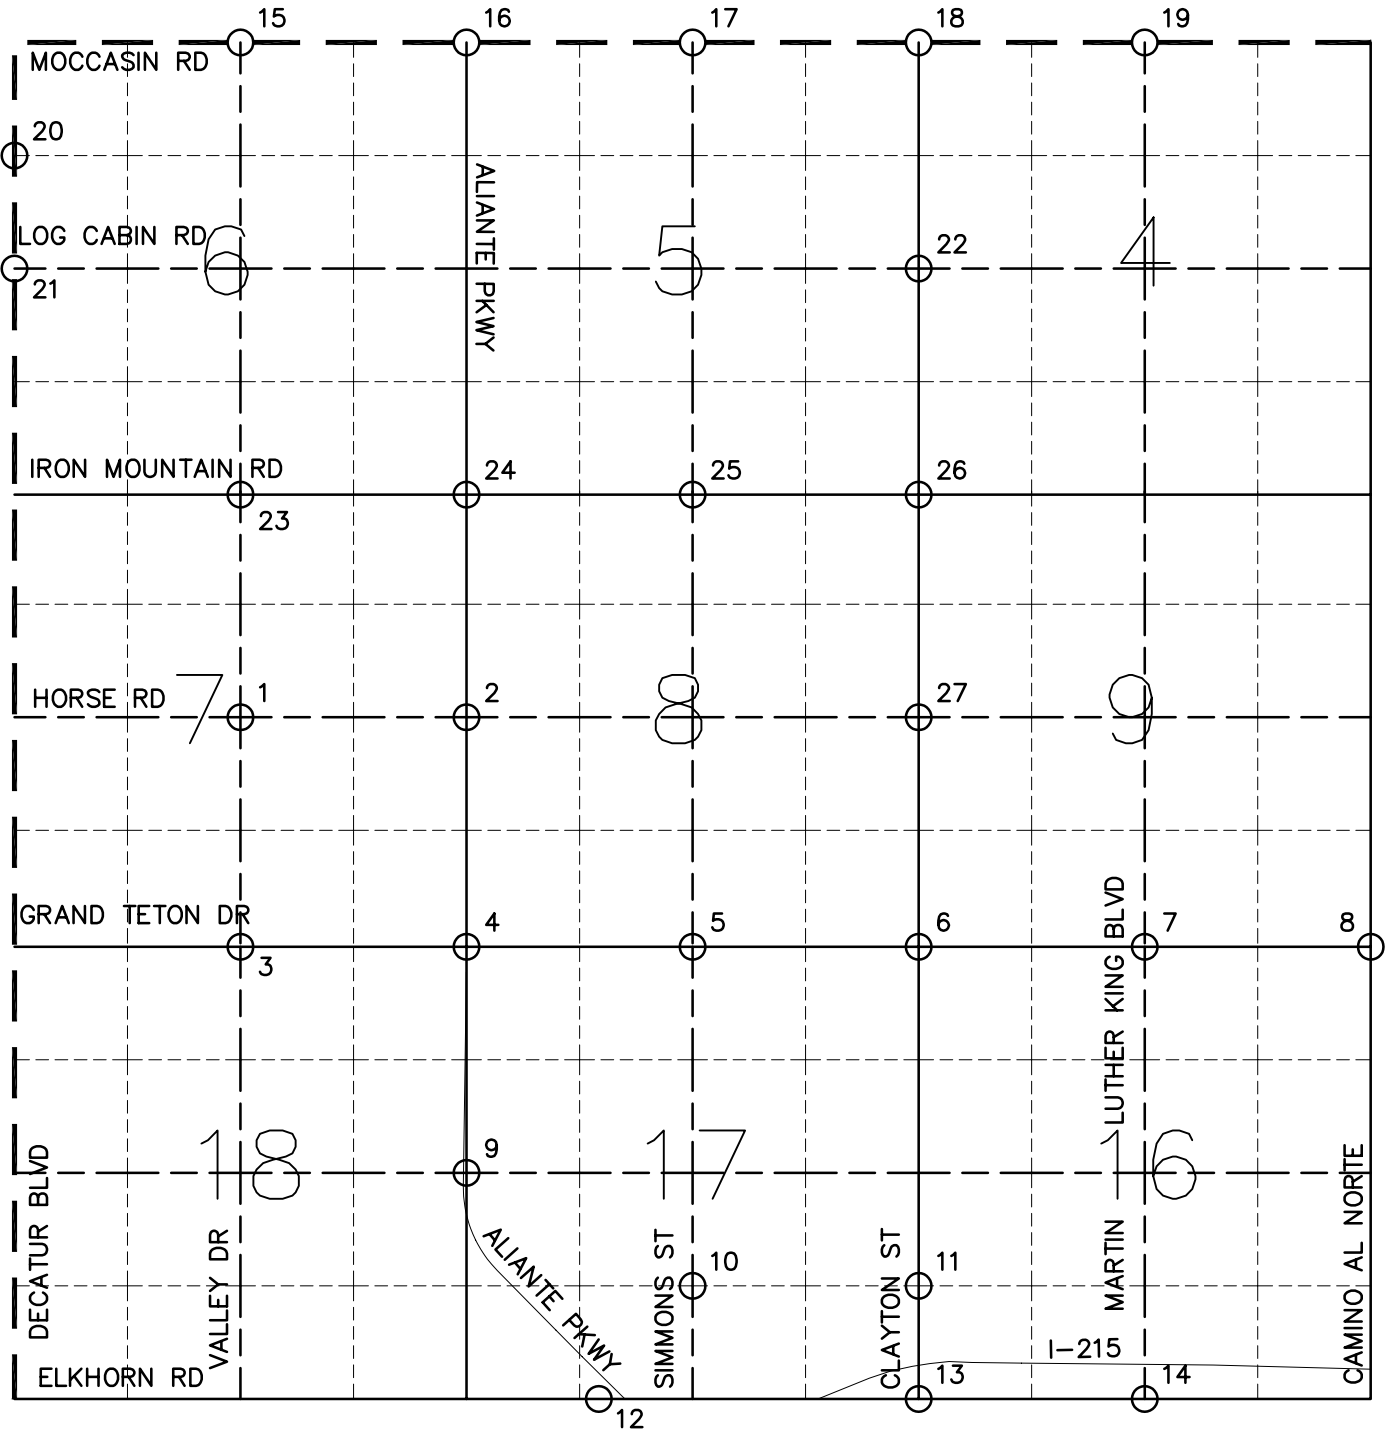 15
16
17
18
19
MOCCASIN RD
20
ALIANTE PKWY
LOG CABIN RD
6
5
22
4
21
IRON MOUNTAIN RD
24
25
26
23
HORSE RD
7
1
2
8
27
9
GRAND TETON DR
4
5
6
7
8
3
MARTIN LUTHER KING BLVD
18
9
17
16
DECATUR BLVD
VALLEY DR
ALIANTE PKWY
SIMMONS ST
10
CLAYTON ST
11
CAMINO AL NORTE
I-215
ELKHORN RD
12
13
14